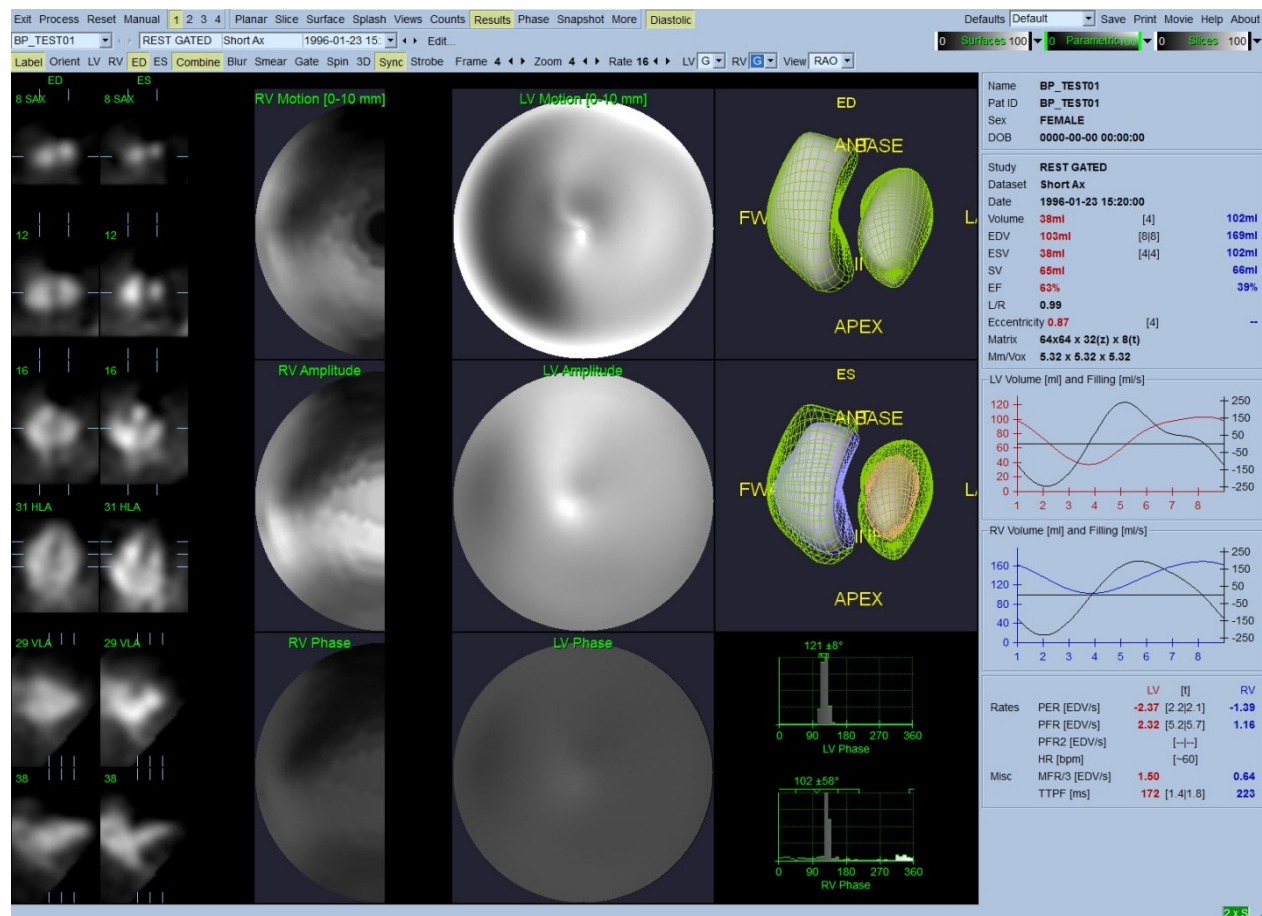 Exit Process Reset Manual 1 2 3 4 Planar Slice Surface Splash Views Counts Results Phase Snapshot More Diastolic Defaults Default Save Print Movie Help About
BP_TEST01 REST GATED Short Ax 1996-01-23 15: Edit... 0 Surfaces 100 0 Parametric 100 0 Slices 100
Label Orient LV RV ED ES Combine Blur Smear Gate Spin 3D Sync Strobe Frame 4 Zoom 4 Rate 16 LV G RV G View RAO
ED ES
8 SAX 8 SAX
12 12
16 16
31 HLA 31 HLA
29 VLA 29 VLA
38 38
RV Motion [0-10 mm]
LV Motion [0-10 mm]
RV Amplitude
LV Amplitude
RV Phase
LV Phase
ED
ANT BASE
FW
L
IN
APEX
ES
ANT BASE
FW
L
INF
APEX
121 ±8°
0 90 180 270 360
LV Phase
102 ±58°
0 90 180 270 360
RV Phase
Name BP_TEST01
Pat ID BP_TEST01
Sex FEMALE
DOB 0000-00-00 00:00:00
Study REST GATED
Dataset Short Ax
Date 1996-01-23 15:20:00
Volume 38ml [4] 102ml
EDV 103ml [8|8] 169ml
ESV 38ml [4|4] 102ml
SV 65ml 66ml
EF 63% 39%
L/R 0.99
Eccentricity 0.87 [4] --
Matrix 64x64 x 32(z) x 8(t)
Mm/Vox 5.32 x 5.32 x 5.32
LV Volume [ml] and Filling [ml/s]
120
100
80
60
40
20
0
250
150
50
-50
-150
-250
1 2 3 4 5 6 7 8
RV Volume [ml] and Filling [ml/s]
160
120
80
40
0
250
150
50
-50
-150
-250
1 2 3 4 5 6 7 8
LV [t] RV
Rates PER [EDV/s] -2.37 [2.2|2.1] -1.39
PFR [EDV/s] 2.32 [5.2|5.7] 1.16
PFR2 [EDV/s] [--|--]
HR [bpm] [~60]
Misc MFR/3 [EDV/s] 1.50 0.64
TTPF [ms] 172 [1.4|1.8] 223
2 x S